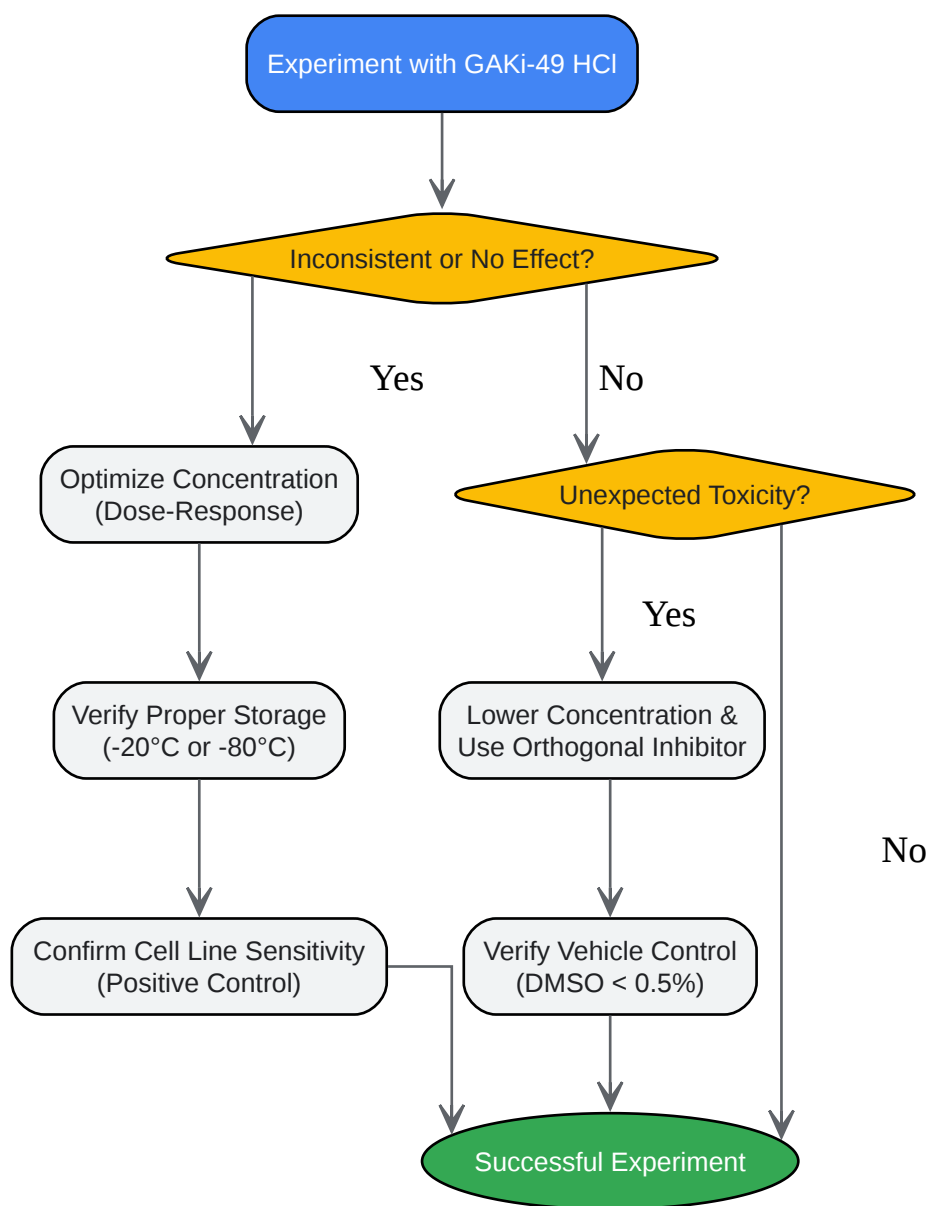 Experiment with GAKi-49 HCl
Inconsistent or No Effect?
Yes
No
Optimize Concentration
(Dose-Response)
Unexpected Toxicity?
Yes
Verify Proper Storage
(-20°C or -80°C)
Lower Concentration &
Use Orthogonal Inhibitor
No
Confirm Cell Line Sensitivity
(Positive Control)
Verify Vehicle Control
(DMSO < 0.5%)
Successful Experiment